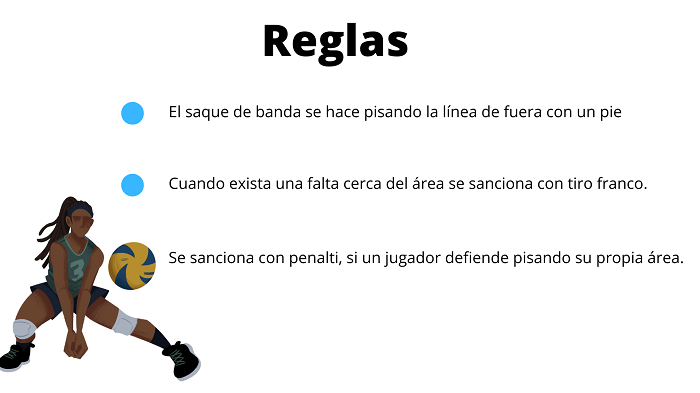 Reglas
El saque de banda se hace pisando la línea de fuera con un pie
Cuando exista una falta cerca del área se sanciona con tiro franco.
Se sanciona con penalti, si un jugador defiende pisando su propia área.
3